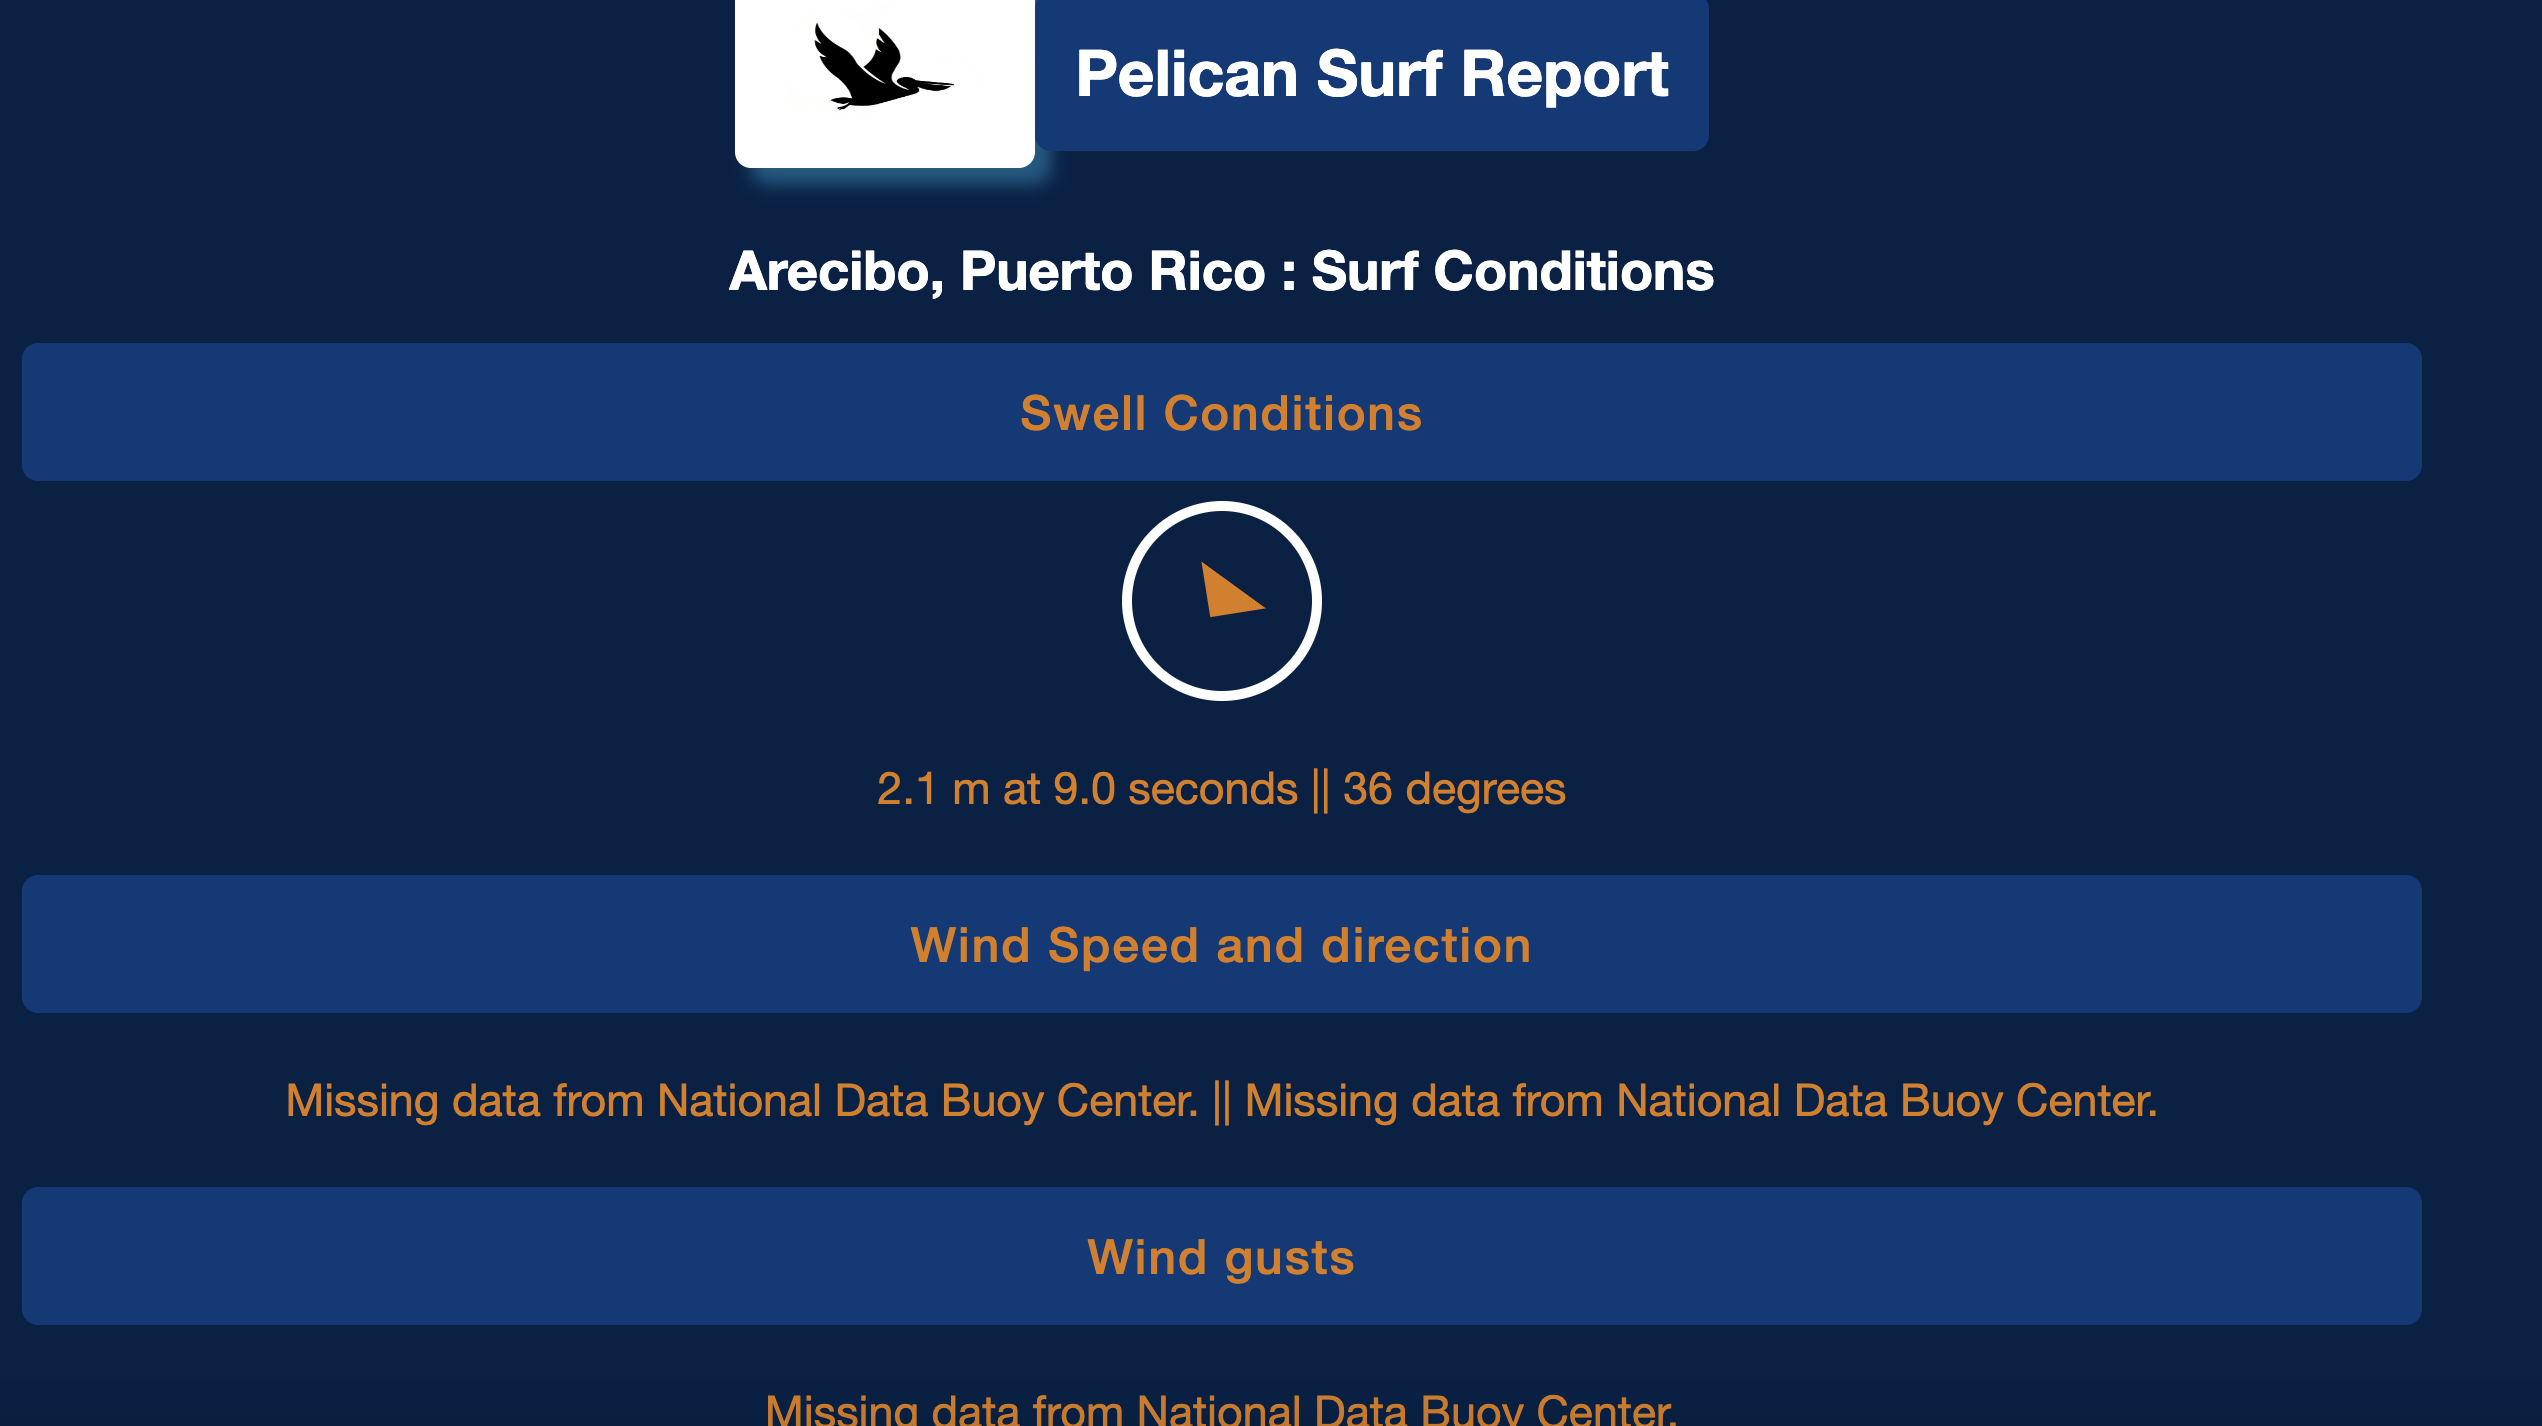 Pelican Surf Report
Arecibo, Puerto Rico : Surf Conditions
Swell Conditions
2.1 m at 9.0 seconds || 36 degrees
Wind Speed and direction
Missing data from National Data Buoy Center. || Missing data from National Data Buoy Center.
Wind gusts
Missing data from National Data Buoy Center.